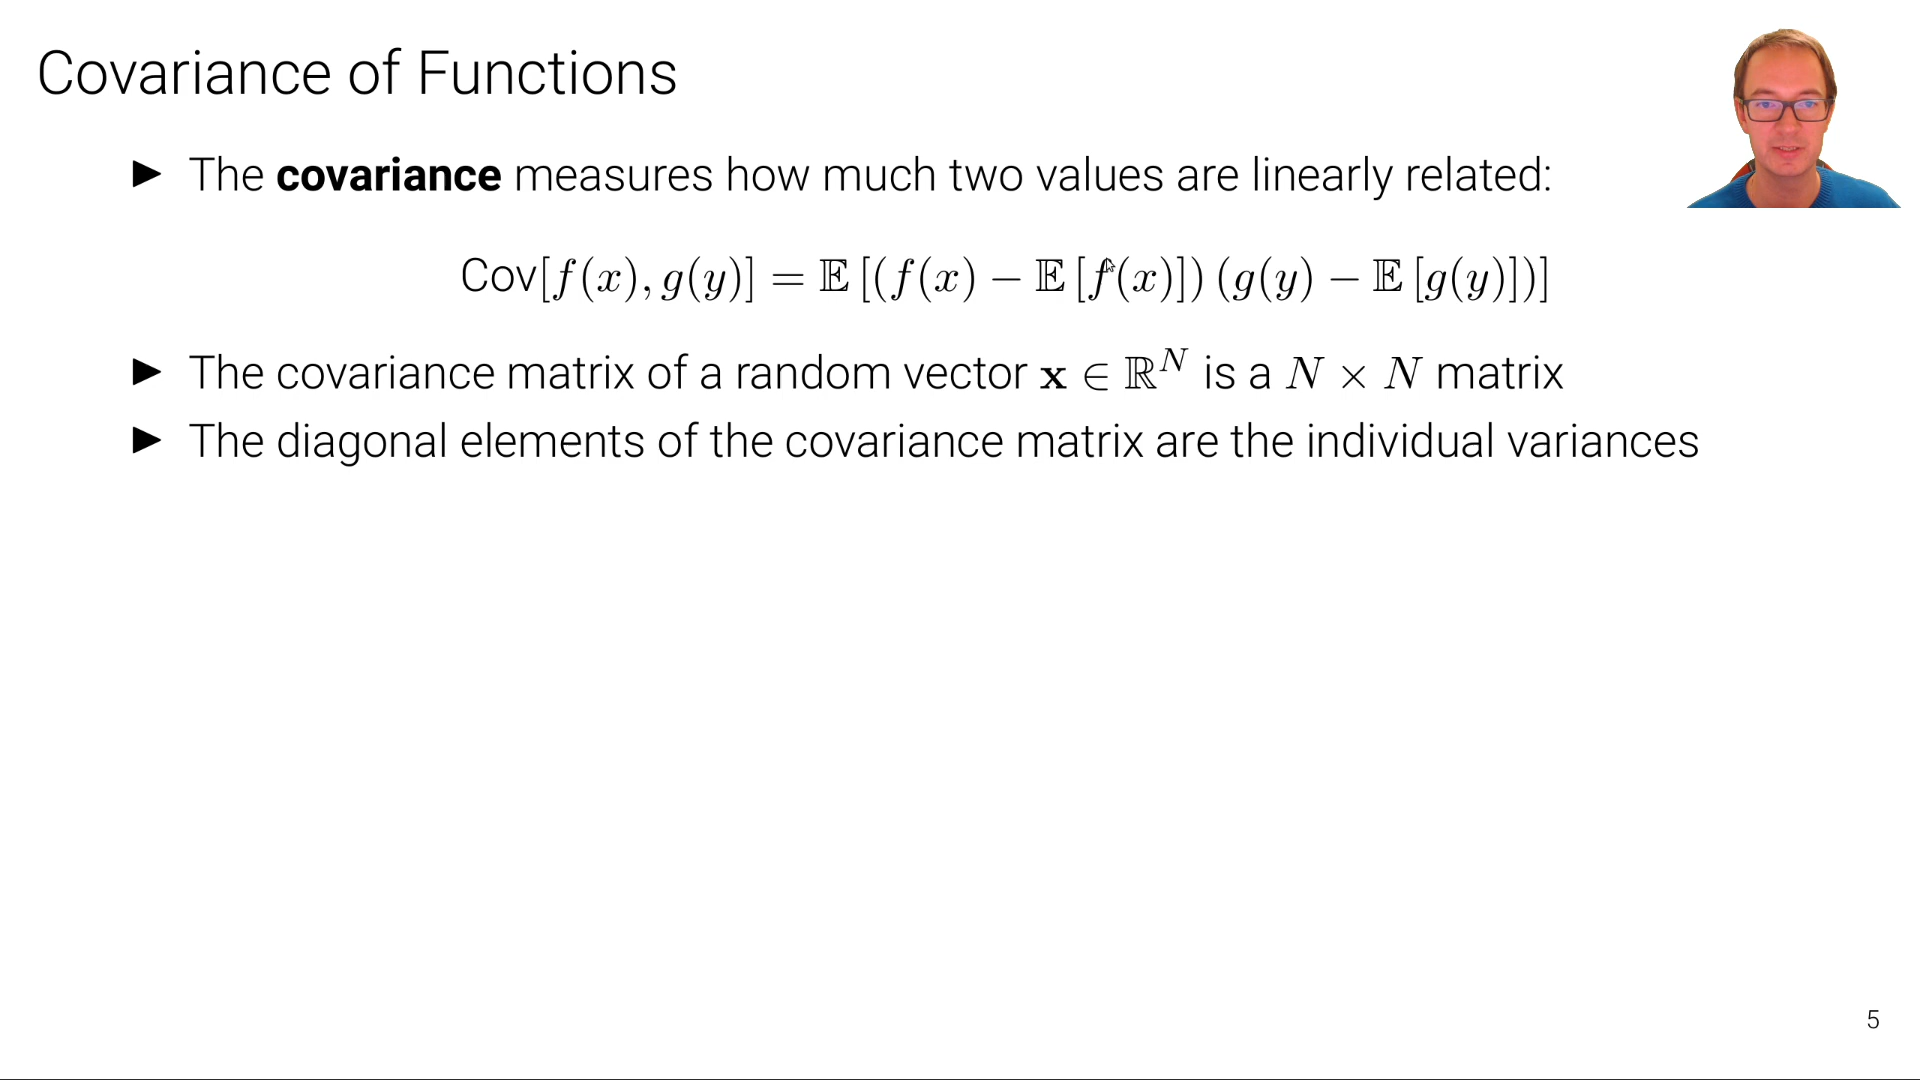 Covariance of Functions
► The covariance measures how much two values are linearly related:
Cov[f(x), g(y)] = 𝔼 [(f(x) − 𝔼 [f(x)]) (g(y) − 𝔼 [g(y)])]
► The covariance matrix of a random vector 𝐱 ∈ ℝᴺ is a N × N matrix
► The diagonal elements of the covariance matrix are the individual variances
5